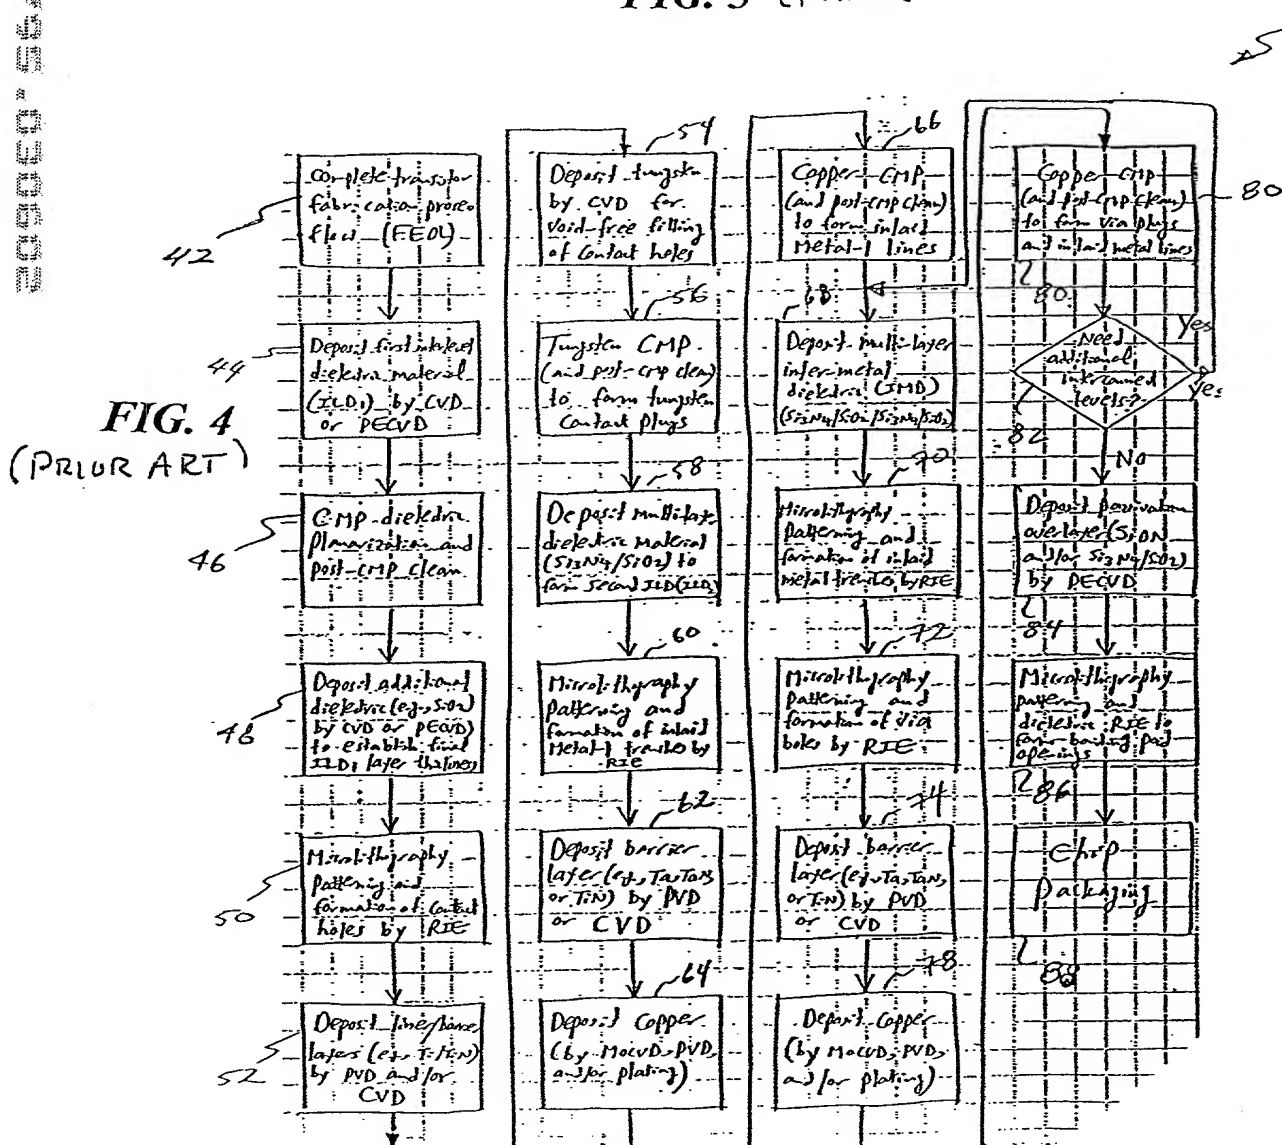 FIG. 4
(PRIOR ART)
42
Complete transistor
fabrication process
flow (FEOL)
44
Deposit first interlevel
dielectric material
(ILD1) by CVD
or PECVD
46
CMP dielectric
planarization and
post-CMP clean
48
Deposit additional
dielectric (e.g., SiO2)
by CVD or PECVD)
to establish final
ILD1 layer thickness
50
Microlithography
patterning and
formation of contact
holes by RIE
52
Deposit liner/barrier
layers (e.g., Ti/TiN)
by PVD and/or
CVD
54
Deposit tungsten
by CVD for
void-free filling
of contact holes
56
Tungsten CMP
(and post-CMP clean)
to form tungsten
contact plugs
58
Deposit multilayer
dielectric material
(Si3N4/SiO2) to
form second ILD (ILD2)
60
Microlithography
patterning and
formation of inlaid
Metal-1 trenches by
RIE
62
Deposit barrier
layer (e.g., Ta, TaN,
or TiN) by PVD
or CVD
64
Deposit Copper
(by MOCVD, PVD,
and/or plating)
66
Copper CMP
(and post-CMP clean)
to form inlaid
Metal-1 lines
68
Deposit multilayer
inter-metal
dielectric (IMD)
(Si3N4/SiO2/Si3N4/SiO2)
70
Microlithography
patterning and
formation of inlaid
metal trenches by RIE
72
Microlithography
patterning and
formation of via
holes by RIE
74
Deposit barrier
layer (e.g., Ta, TaN,
or TiN) by PVD
or CVD
78
Deposit Copper
(by MOCVD, PVD,
and/or plating)
80
Copper CMP
(and post-CMP clean)
to form via plugs
and inlaid metal lines
80
Yes
Need
additional
interconnect
levels?
Yes
82
No
Deposit passivation
overlayer (SiON
and/or Si3N4/SiO2)
by PECVD
84
Microlithography
patterning and
dielectric RIE to
form bonding pad
openings
86
Chip
Packaging
88